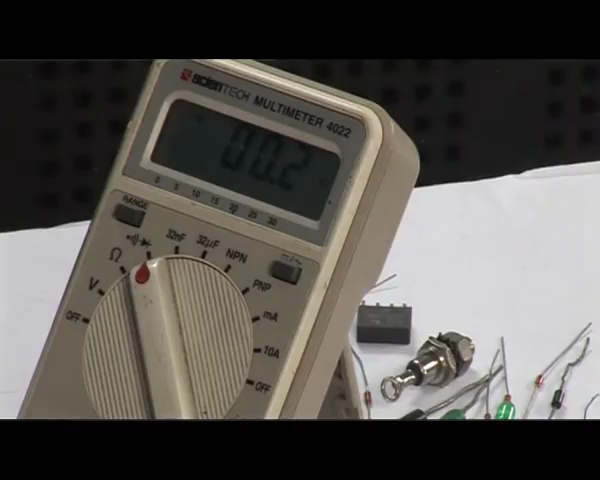 scienTECH MULTIMETER 4022
00.2
0 5 10 15 20 25 30
RANGE
OFF V Ω 32nF 32µF NPN PNP mA 10A OFF